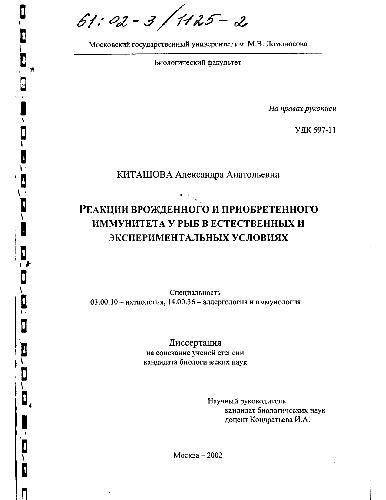 61:02-3/1125-2
Московский государственный университет им. М.В. Ломоносова
Биологический факультет
На правах рукописи
УДК 597-11
КИТАШОВА Александра Анатольевна
РЕАКЦИИ ВРОЖДЕННОГО И ПРИОБРЕТЕННОГО
ИММУНИТЕТА У РЫБ В ЕСТЕСТВЕННЫХ И
ЭКСПЕРИМЕНТАЛЬНЫХ УСЛОВИЯХ
Специальность
03.00.10 – ихтиология, 14.00.36 – аллергология и иммунология
Диссертация
на соискание ученой степени
кандидата биологических наук
Научный руководитель
кандидат биологических наук
доцент Кондратьева И.А.
Москва – 2002